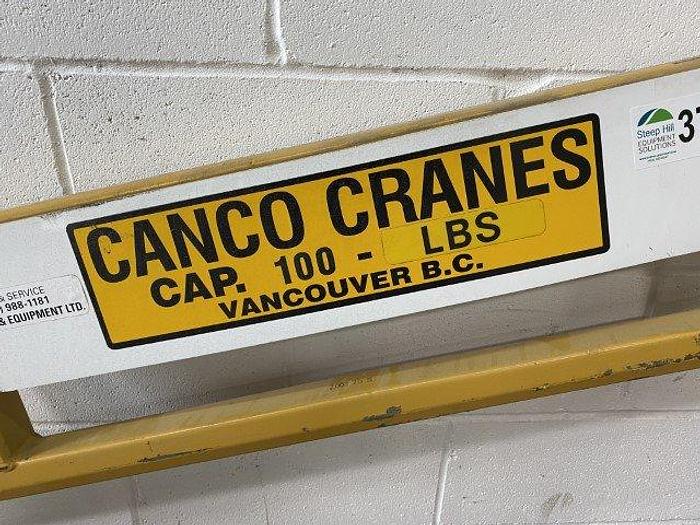 CANCO CRANES
CAP. 100 - LBS
VANCOUVER B.C.
& SERVICE
988-1181
& EQUIPMENT LTD.
Steep Hill
EQUIPMENT
SOLUTIONS